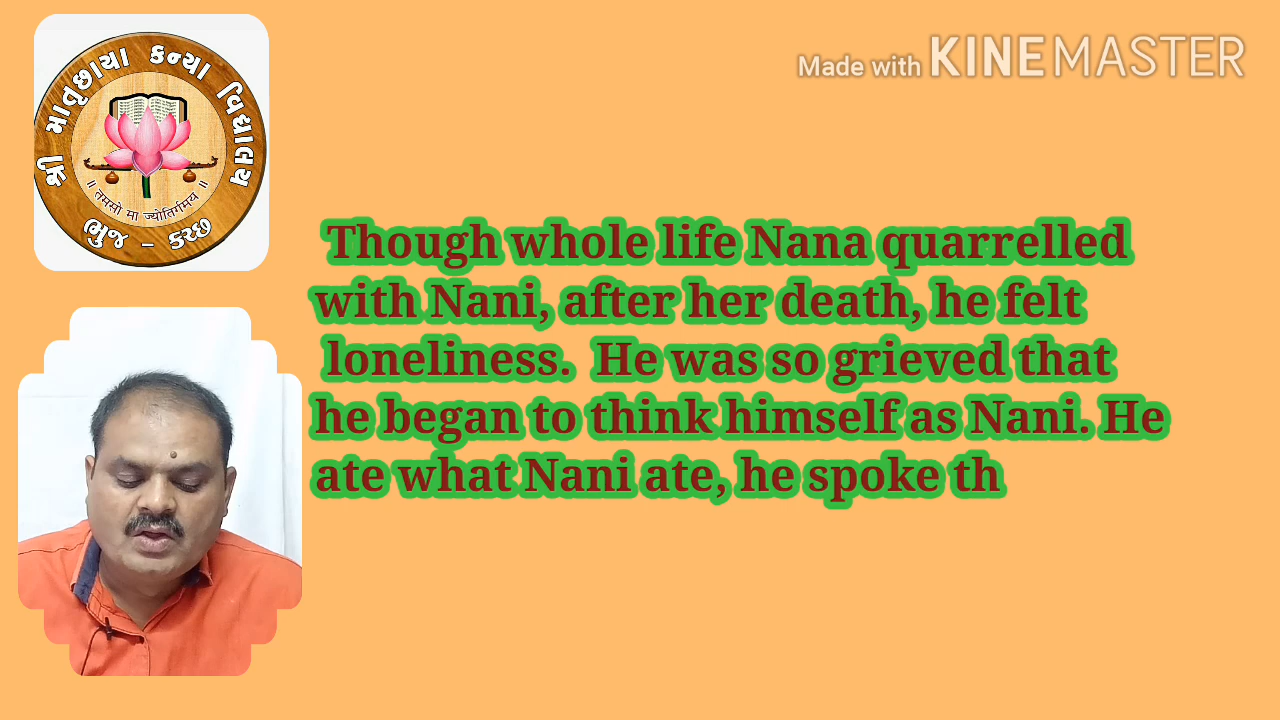 શ્રી માતૃછાયા કન્યા વિદ્યાલય
॥ तमसो मा ज्योतिर्गमय ॥
ભુજ - કચ્છ
Made with KINEMASTER
Though whole life Nana quarrelled
with Nani, after her death, he felt
loneliness. He was so grieved that
he began to think himself as Nani. He
ate what Nani ate, he spoke th